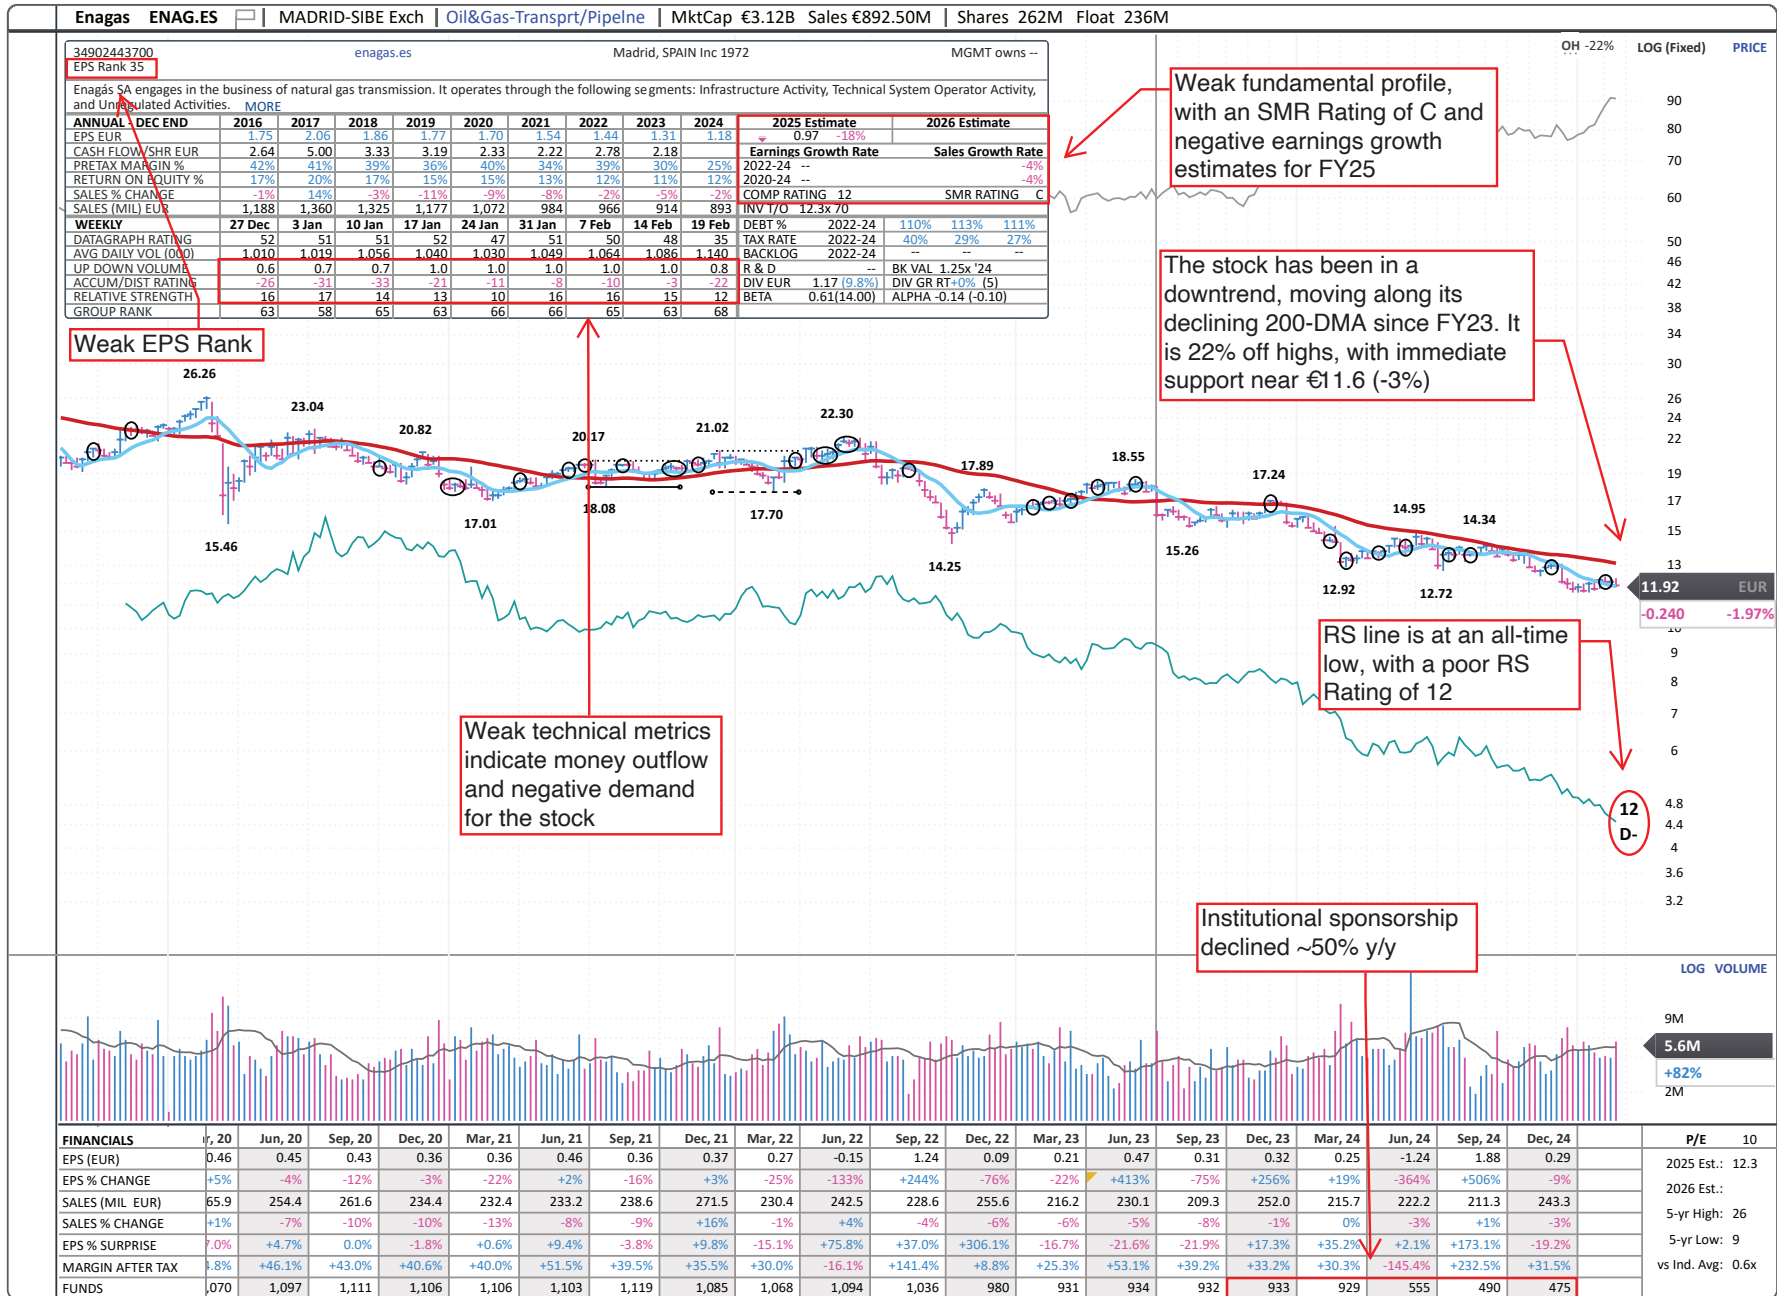 Enagas ENAG.ES MADRID-SIBE Exch Oil&Gas-Transprt/Pipelne MktCap €3.12B Sales €892.50M Shares 262M Float 236M
34902443700 enagas.es Madrid, SPAIN Inc 1972 MGMT owns --
EPS Rank 35
Enagás SA engages in the business of natural gas transmission. It operates through the following segments: Infrastructure Activity, Technical System Operator Activity,
and Unregulated Activities. MORE
ANNUAL - DEC END 2016 2017 2018 2019 2020 2021 2022 2023 2024 2025 Estimate 2026 Estimate
EPS EUR 1.75 2.06 1.86 1.77 1.70 1.54 1.44 1.31 1.18 0.97 -18%
CASH FLOW/SHR EUR 2.64 5.00 3.33 3.19 2.33 2.22 2.78 2.18 Earnings Growth Rate Sales Growth Rate
PRETAX MARGIN % 42% 41% 39% 36% 40% 34% 39% 30% 25% 2022-24 -- -4%
RETURN ON EQUITY % 17% 20% 17% 15% 15% 13% 12% 11% 12% 2020-24 -- -4%
SALES % CHANGE -1% 14% -3% -11% -9% -8% -2% -5% -2% COMP RATING 12 SMR RATING C
SALES (MIL) EUR 1,188 1,360 1,325 1,177 1,072 984 966 914 893 INV T/O 12.3x 70
WEEKLY 27 Dec 3 Jan 10 Jan 17 Jan 24 Jan 31 Jan 7 Feb 14 Feb 19 Feb DEBT % 2022-24 110% 113% 111%
DATAGRAPH RATING 52 51 51 52 47 51 50 48 35 TAX RATE 2022-24 40% 29% 27%
AVG DAILY VOL (000) 1,010 1,019 1,056 1,040 1,030 1,049 1,064 1,086 1,140 BACKLOG 2022-24 -- -- --
UP DOWN VOLUME 0.6 0.7 0.7 1.0 1.0 1.0 1.0 1.0 0.8 R & D -- BK VAL 1.25x '24
ACCUM/DIST RATING -26 -31 -33 -21 -11 -8 -10 -3 -22 DIV EUR 1.17 (9.8%) DIV GR RT +0% (5)
RELATIVE STRENGTH 16 17 14 13 10 16 16 15 12 BETA 0.61(14.00) ALPHA -0.14 (-0.10)
GROUP RANK 63 58 65 63 66 66 65 63 68
OH -22% LOG (Fixed) PRICE
Weak fundamental profile,
with an SMR Rating of C and
negative earnings growth
estimates for FY25
The stock has been in a
downtrend, moving along its
declining 200-DMA since FY23. It
is 22% off highs, with immediate
support near €11.6 (-3%)
Weak EPS Rank
90
80
70
60
50
46
42
38
34
30
26
24
22
19
17
15
13
10
9
8
7
6
4.8
4.4
4
3.6
3.2
26.26
23.04
20.82
20.17
21.02
22.30
17.89
18.55
17.24
14.95
14.34
15.46
17.01
18.08
17.70
14.25
15.26
12.92
12.72
11.92 EUR
-0.240 -1.97%
RS line is at an all-time
low, with a poor RS
Rating of 12
Weak technical metrics
indicate money outflow
and negative demand
for the stock
12
D-
Institutional sponsorship
declined ~50% y/y
LOG VOLUME
9M
5.6M
+82%
2M
FINANCIALS r, 20 Jun, 20 Sep, 20 Dec, 20 Mar, 21 Jun, 21 Sep, 21 Dec, 21 Mar, 22 Jun, 22 Sep, 22 Dec, 22 Mar, 23 Jun, 23 Sep, 23 Dec, 23 Mar, 24 Jun, 24 Sep, 24 Dec, 24
EPS (EUR) 0.46 0.45 0.43 0.36 0.36 0.46 0.36 0.37 0.27 -0.15 1.24 0.09 0.21 0.47 0.31 0.32 0.25 -1.24 1.88 0.29
EPS % CHANGE +5% -4% -12% -3% -22% +2% -16% +3% -25% -133% +244% -76% -22% +413% -75% +256% +19% -364% +506% -9%
SALES (MIL EUR) 65.9 254.4 261.6 234.4 232.4 233.2 238.6 271.5 230.4 242.5 228.6 255.6 216.2 230.1 209.3 252.0 215.7 222.2 211.3 243.3
SALES % CHANGE +1% -7% -10% -10% -13% -8% -9% +16% -1% +4% -4% -6% -6% -5% -8% -1% 0% -3% +1% -3%
EPS % SURPRISE 7.0% +4.7% 0.0% -1.8% +0.6% +9.4% -3.8% +9.8% -15.1% +75.8% +37.0% +306.1% -16.7% -21.6% -21.9% +17.3% +35.2% +2.1% +173.1% -19.2%
MARGIN AFTER TAX 4.8% +46.1% +43.0% +40.6% +40.0% +51.5% +39.5% +35.5% +30.0% -16.1% +141.4% +8.8% +25.3% +53.1% +39.2% +33.2% +30.3% -145.4% +232.5% +31.5%
FUNDS ,070 1,097 1,111 1,106 1,106 1,103 1,119 1,085 1,068 1,094 1,036 980 931 934 932 933 929 555 490 475
P/E 10
2025 Est.: 12.3
2026 Est.:
5-yr High: 26
5-yr Low: 9
vs Ind. Avg: 0.6x